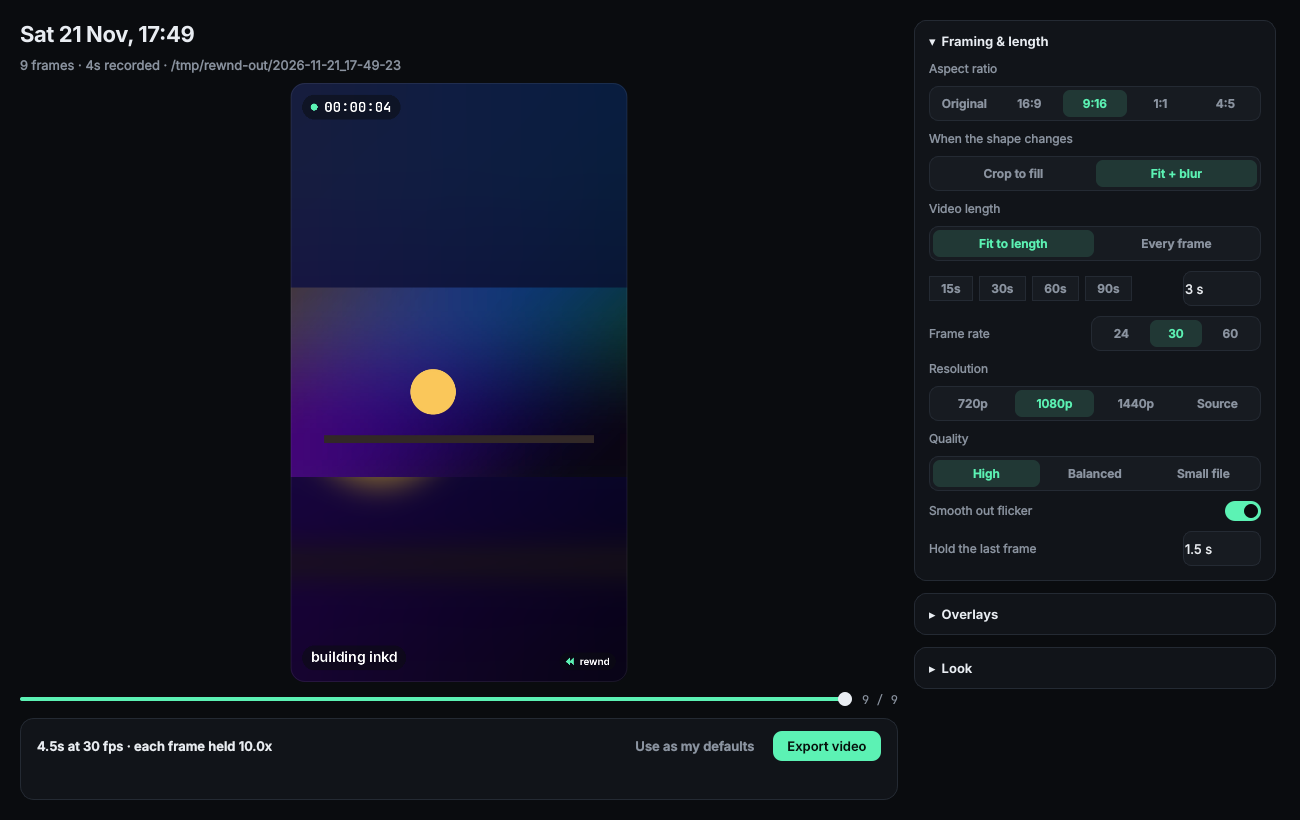 Sat 21 Nov, 17:49
9 frames · 4s recorded · /tmp/rewnd-out/2026-11-21_17-49-23
00:00:04
building inkd
rewnd
9 / 9
4.5s at 30 fps · each frame held 10.0x
Use as my defaults
Export video
▾ Framing & length
Aspect ratio
Original 16:9 9:16 1:1 4:5
When the shape changes
Crop to fill Fit + blur
Video length
Fit to length Every frame
15s 30s 60s 90s 3 s
Frame rate 24 30 60
Resolution
720p 1080p 1440p Source
Quality
High Balanced Small file
Smooth out flicker
Hold the last frame 1.5 s
▸ Overlays
▸ Look